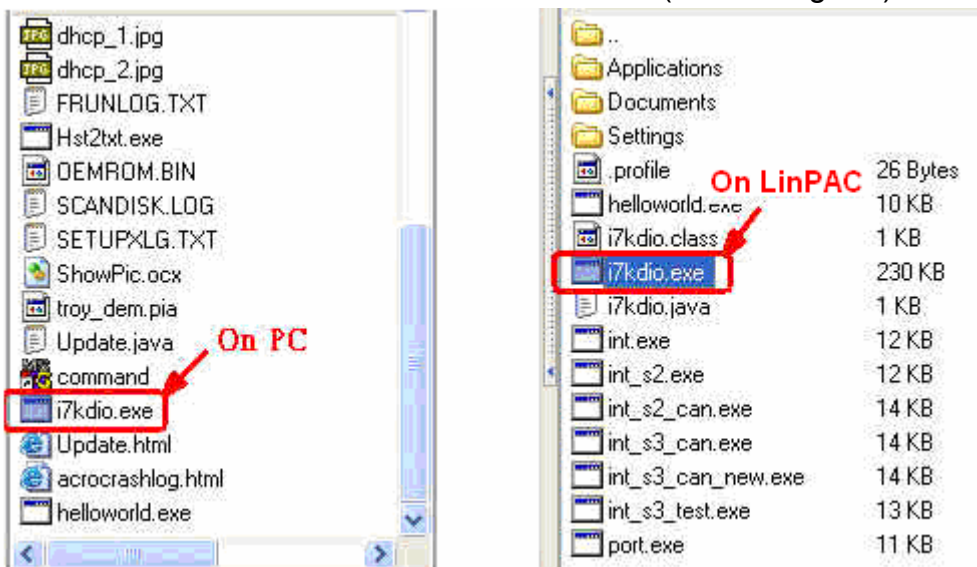 dhcp_1.jpg
dhcp_2.jpg
FRUNLOG.TXT
Hst2txt.exe
OEMROM.BIN
SCANDISK.LOG
SETUPXLG.TXT
ShowPic.ocx
troy_dem.pia
Update.java
On PC
command
i7kdio.exe
Update.html
acrocrashlog.html
helloworld.exe
..
Applications
Documents
Settings
.profile 26 Bytes
On LinPAC
helloworld.exe 10 KB
i7kdio.class 1 KB
i7kdio.exe 230 KB
i7kdio.java 1 KB
int.exe 12 KB
int_s2.exe 12 KB
int_s2_can.exe 14 KB
int_s3_can.exe 14 KB
int_s3_can_new.exe 14 KB
int_s3_test.exe 13 KB
port.exe 11 KB